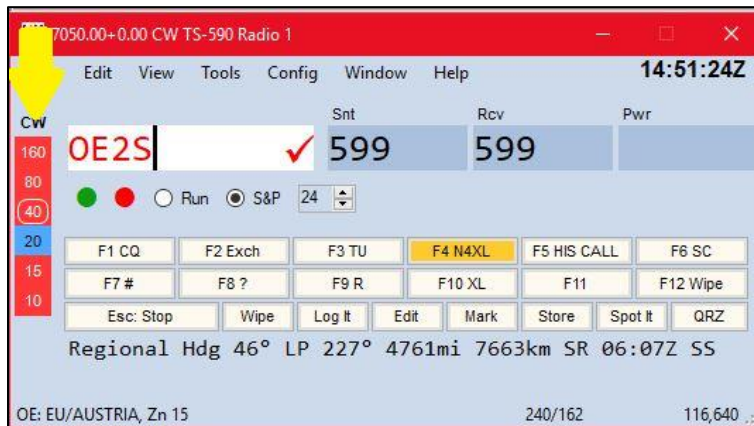 7050.00+0.00 CW TS-590 Radio 1
Edit View Tools Config Window Help 14:51:24Z
CW Snt Rcv Pwr
OE2S 599 599
160
80
40
20
15
10
Run S&P 24
F1 CQ F2 Exch F3 TU F4 N4XL F5 HIS CALL F6 SC
F7 # F8 ? F9 R F10 XL F11 F12 Wipe
Esc: Stop Wipe Log It Edit Mark Store Spot It QRZ
Regional Hdg 46° LP 227° 4761mi 7663km SR 06:07Z SS
OE: EU/AUSTRIA, Zn 15 240/162 116,640